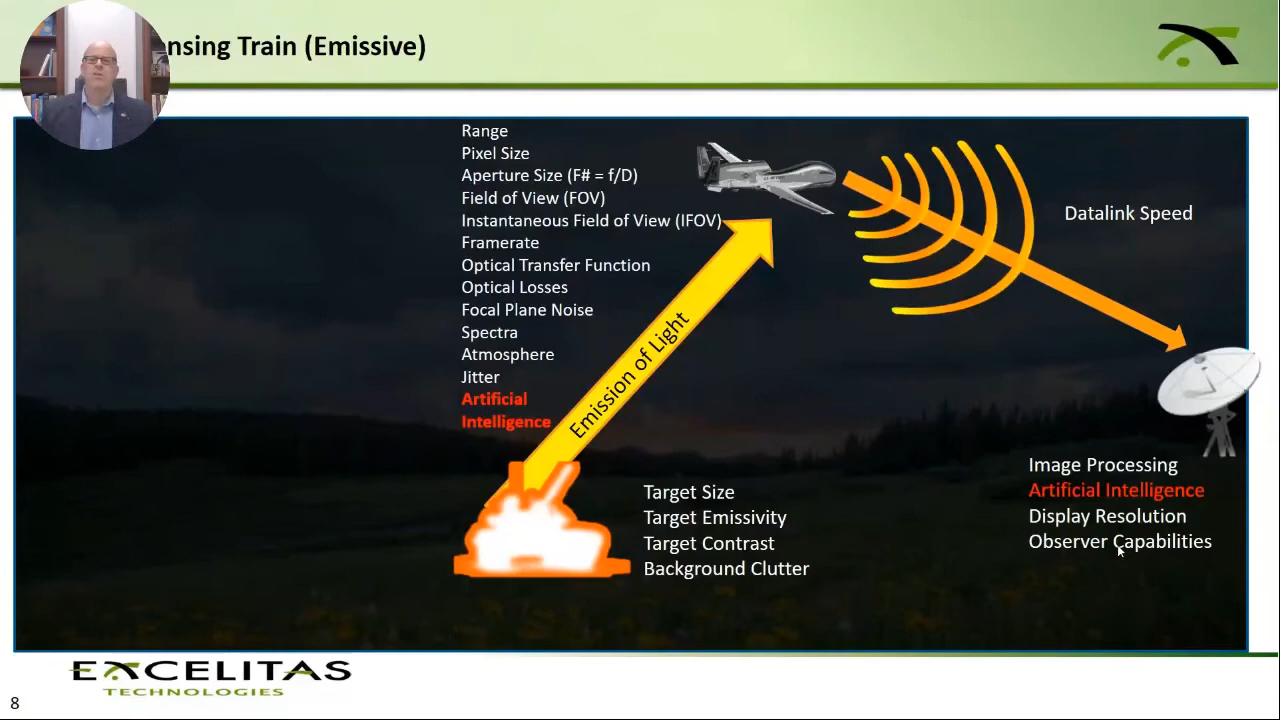 nsing Train (Emissive)
Range
Pixel Size
Aperture Size (F# = f/D)
Field of View (FOV)
Instantaneous Field of View (IFOV)
Framerate
Optical Transfer Function
Optical Losses
Focal Plane Noise
Spectra
Atmosphere
Jitter
Artificial
Intelligence
Emission of Light
Datalink Speed
Target Size
Target Emissivity
Target Contrast
Background Clutter
Image Processing
Artificial Intelligence
Display Resolution
Observer Capabilities
EXCELITAS
TECHNOLOGIES
8